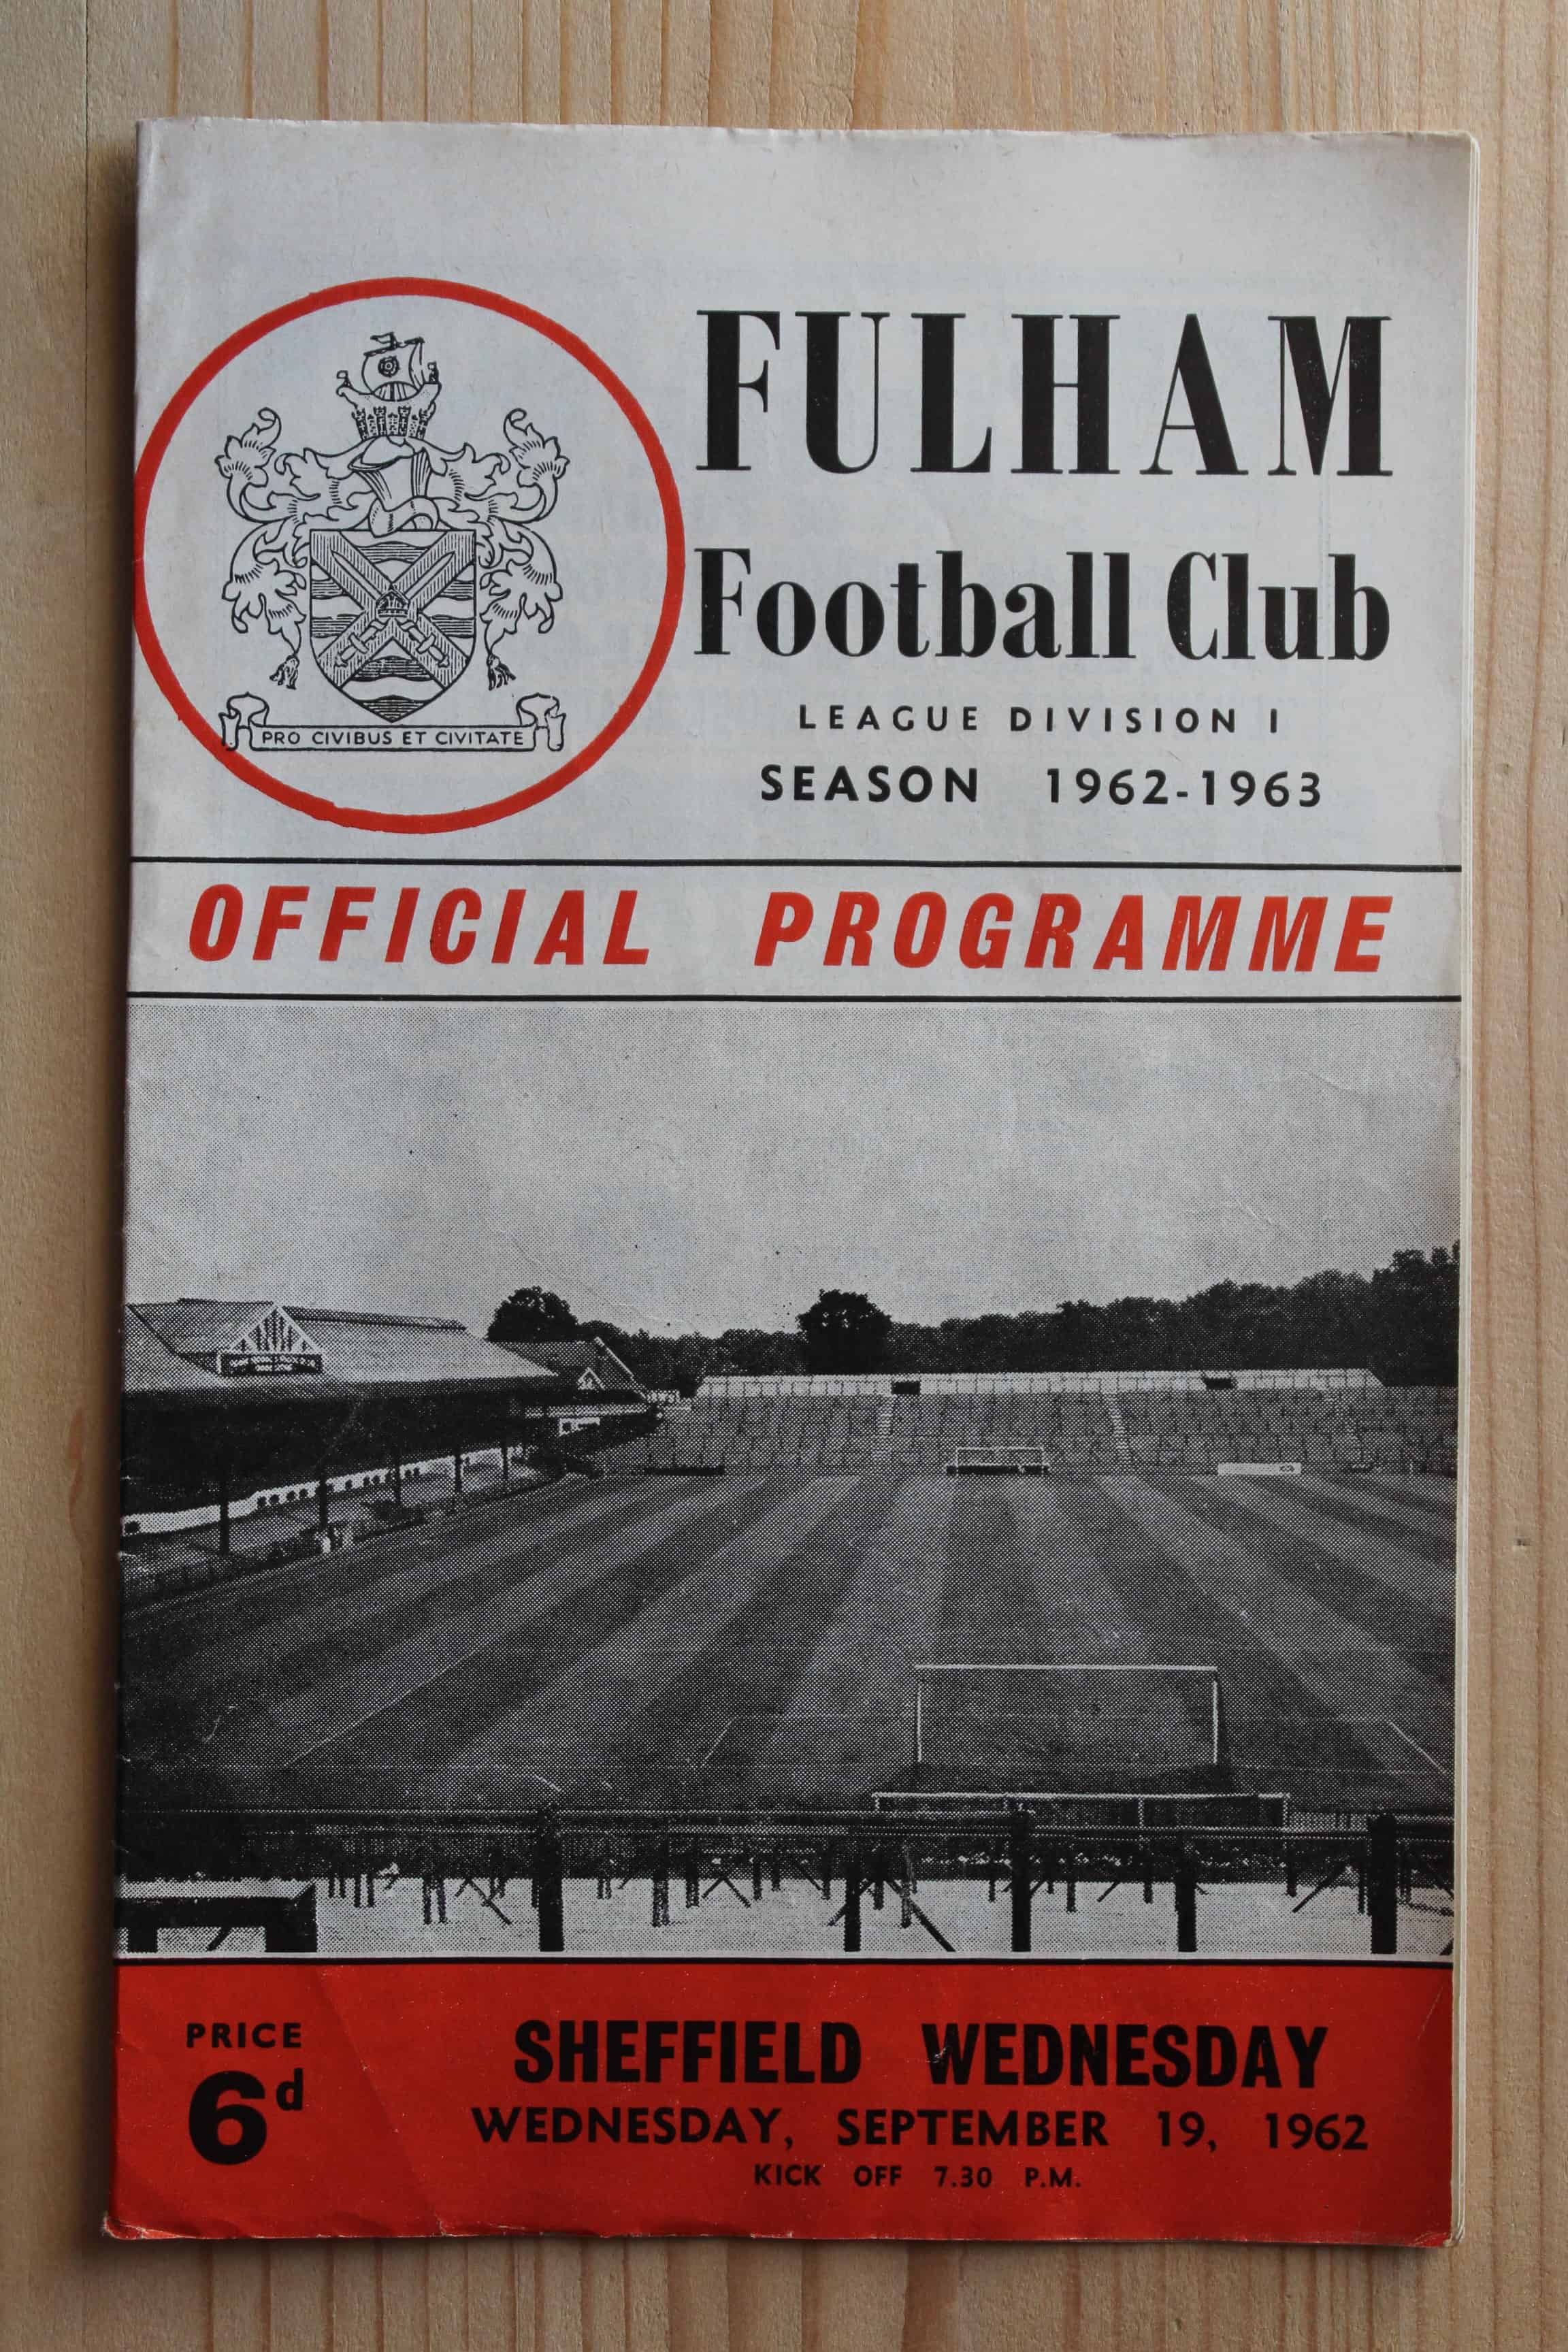 FULHAM
Football Club
LEAGUE DIVISION I
SEASON 1962-1963
PRO CIVIBUS ET CIVITATE
OFFICIAL PROGRAMME
PRICE
6d
SHEFFIELD WEDNESDAY
WEDNESDAY, SEPTEMBER 19, 1962
KICK OFF 7.30 P.M.